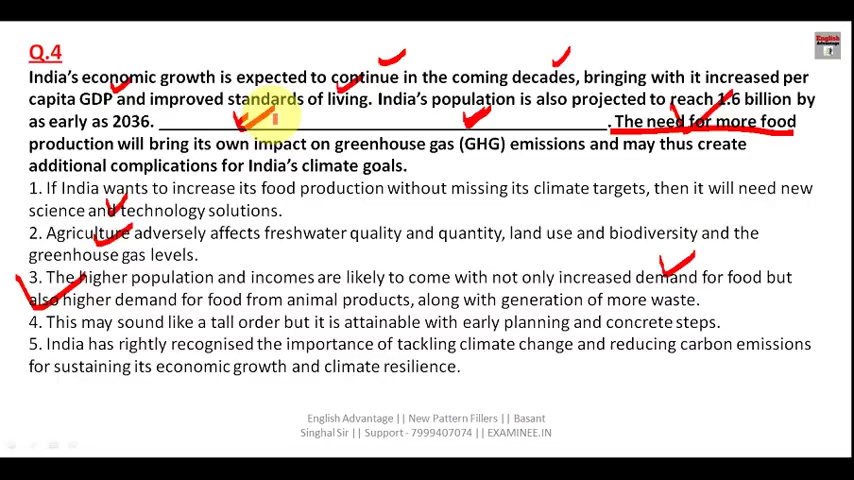 English
Advantage
Q.4
India's economic growth is expected to continue in the coming decades, bringing with it increased per
capita GDP and improved standards of living. India's population is also projected to reach 1.6 billion by
as early as 2036. ______________________________________________. The need for more food
production will bring its own impact on greenhouse gas (GHG) emissions and may thus create
additional complications for India's climate goals.
1. If India wants to increase its food production without missing its climate targets, then it will need new
science and technology solutions.
2. Agriculture adversely affects freshwater quality and quantity, land use and biodiversity and the
greenhouse gas levels.
3. The higher population and incomes are likely to come with not only increased demand for food but
also higher demand for food from animal products, along with generation of more waste.
4. This may sound like a tall order but it is attainable with early planning and concrete steps.
5. India has rightly recognised the importance of tackling climate change and reducing carbon emissions
for sustaining its economic growth and climate resilience.
English Advantage || New Pattern Fillers || Basant
Singhal Sir || Support - 7999407074 || EXAMINEE.IN